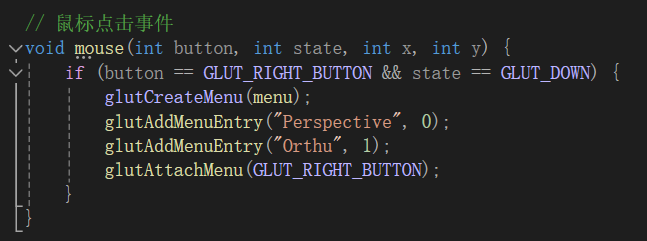 // 鼠标点击事件
void mouse(int button, int state, int x, int y) {
    if (button == GLUT_RIGHT_BUTTON && state == GLUT_DOWN) {
        glutCreateMenu(menu);
        glutAddMenuEntry("Perspective", 0);
        glutAddMenuEntry("Orthu", 1);
        glutAttachMenu(GLUT_RIGHT_BUTTON);
    }
}